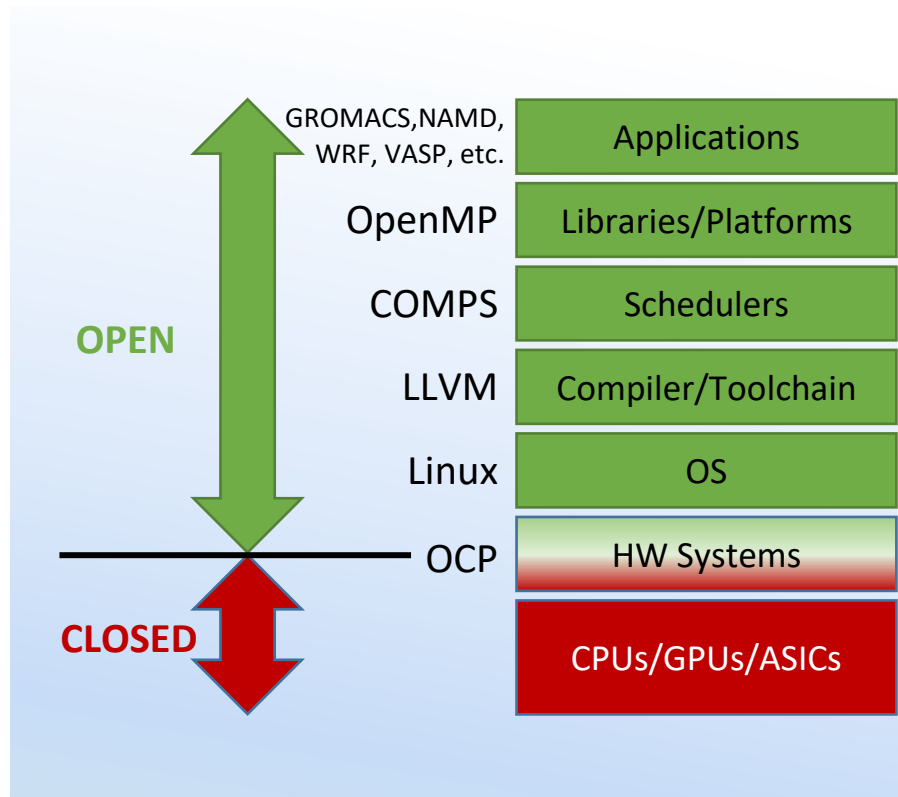 GROMACS,NAMD,
WRF, VASP, etc.
Applications
OpenMP
Libraries/Platforms
COMPS
Schedulers
OPEN
LLVM
Compiler/Toolchain
Linux
OS
OCP
HW Systems
CLOSED
CPUs/GPUs/ASICs